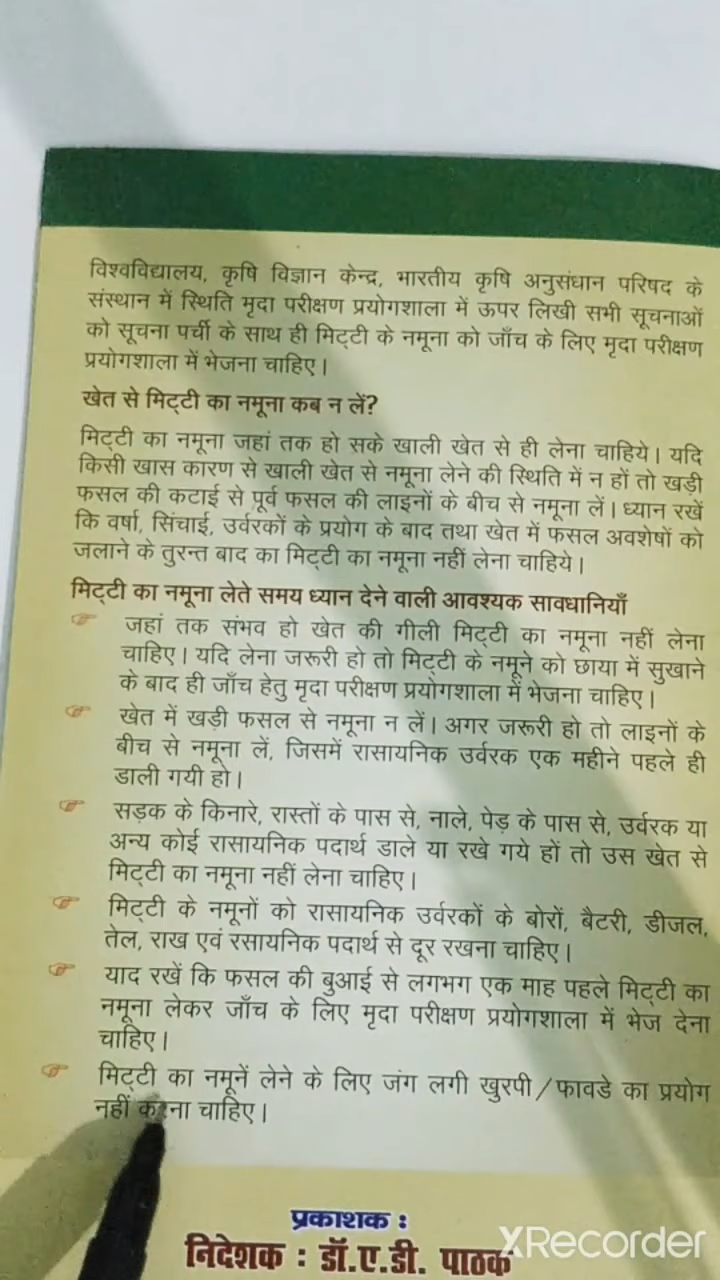 विश्वविद्यालय, कृषि विज्ञान केन्द्र, भारतीय कृषि अनुसंधान परिषद के
संस्थान में स्थिति मृदा परीक्षण प्रयोगशाला में ऊपर लिखी सभी सूचनाओं
को सूचना पर्ची के साथ ही मिट्टी के नमूना को जाँच के लिए मृदा परीक्षण
प्रयोगशाला में भेजना चाहिए।
खेत से मिट्टी का नमूना कब न लें?
मिट्टी का नमूना जहां तक हो सके खाली खेत से ही लेना चाहिये। यदि
किसी खास कारण से खाली खेत से नमूना लेने की स्थिति में न हों तो खड़ी
फसल की कटाई से पूर्व फसल की लाइनों के बीच से नमूना लें। ध्यान रखें
कि वर्षा, सिंचाई, उर्वरकों के प्रयोग के बाद तथा खेत में फसल अवशेषों को
जलाने के तुरन्त बाद का मिट्टी का नमूना नहीं लेना चाहिये।
मिट्टी का नमूना लेते समय ध्यान देने वाली आवश्यक सावधानियाँ
जहां तक संभव हो खेत की गीली मिट्टी का नमूना नहीं लेना
चाहिए। यदि लेना जरूरी हो तो मिट्टी के नमूने को छाया में सुखाने
के बाद ही जाँच हेतु मृदा परीक्षण प्रयोगशाला में भेजना चाहिए।
खेत में खड़ी फसल से नमूना न लें। अगर जरूरी हो तो लाइनों के
बीच से नमूना लें, जिसमें रासायनिक उर्वरक एक महीने पहले ही
डाली गयी हो।
सड़क के किनारे, रास्तों के पास से, नाले, पेड़ के पास से, उर्वरक या
अन्य कोई रासायनिक पदार्थ डाले या रखे गये हों तो उस खेत से
मिट्टी का नमूना नहीं लेना चाहिए।
मिट्टी के नमूनों को रासायनिक उर्वरकों के बोरों, बैटरी, डीजल,
तेल, राख एवं रसायनिक पदार्थ से दूर रखना चाहिए।
याद रखें कि फसल की बुआई से लगभग एक माह पहले मिट्टी का
नमूना लेकर जाँच के लिए मृदा परीक्षण प्रयोगशाला में भेज देना
चाहिए।
मिट्टी का नमूनें लेने के लिए जंग लगी खुरपी/फावडे का प्रयोग
नहीं करना चाहिए।
प्रकाशक :
निदेशक : डॉ.ए.डी. पाठक
XRecorder